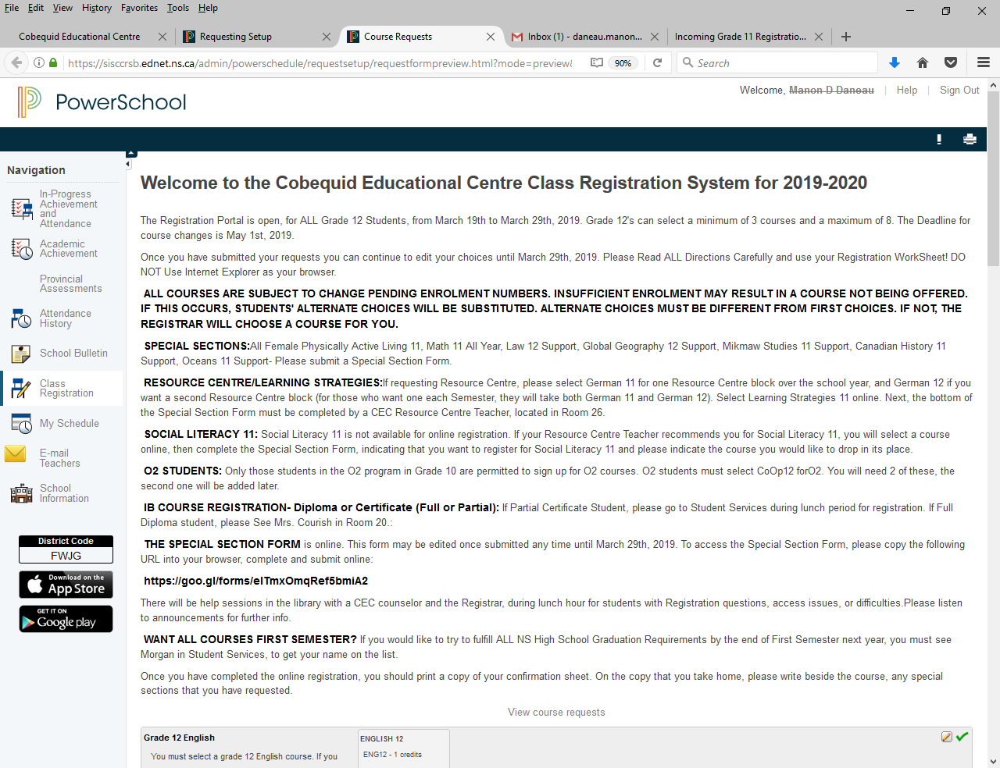 File Edit View History Favorites Tools Help
Cobequid Educational Centre
Requesting Setup
Course Requests
Inbox (1) - daneau.manon...
Incoming Grade 11 Registratio...
https://sisccrsb.ednet.ns.ca/admin/powerschedule/requestsetup/requestformpreview.html?mode=preview&
90%
Search
PowerSchool
Welcome, Manon D Daneau | Help | Sign Out
Navigation
In-Progress
Achievement
and
Attendance
Academic
Achievement
Provincial
Assessments
Attendance
History
School Bulletin
Class
Registration
My Schedule
E-mail
Teachers
School
Information
District Code
FWJG
Download on the
App Store
GET IT ON
Google play
Welcome to the Cobequid Educational Centre Class Registration System for 2019-2020
The Registration Portal is open, for ALL Grade 12 Students, from March 19th to March 29th, 2019. Grade 12's can select a minimum of 3 courses and a maximum of 8. The Deadline for
course changes is May 1st, 2019.
Once you have submitted your requests you can continue to edit your choices until March 29th, 2019. Please Read ALL Directions Carefully and use your Registration WorkSheet! DO
NOT Use Internet Explorer as your browser.
ALL COURSES ARE SUBJECT TO CHANGE PENDING ENROLMENT NUMBERS. INSUFFICIENT ENROLMENT MAY RESULT IN A COURSE NOT BEING OFFERED.
IF THIS OCCURS, STUDENTS' ALTERNATE CHOICES WILL BE SUBSTITUTED. ALTERNATE CHOICES MUST BE DIFFERENT FROM FIRST CHOICES. IF NOT, THE
REGISTRAR WILL CHOOSE A COURSE FOR YOU.
SPECIAL SECTIONS:All Female Physically Active Living 11, Math 11 All Year, Law 12 Support, Global Geography 12 Support, Mikmaw Studies 11 Support, Canadian History 11
Support, Oceans 11 Support- Please submit a Special Section Form.
RESOURCE CENTRE/LEARNING STRATEGIES:If requesting Resource Centre, please select German 11 for one Resource Centre block over the school year, and German 12 if you
want a second Resource Centre block (for those who want one each Semester, they will take both German 11 and German 12). Select Learning Strategies 11 online. Next, the bottom of
the Special Section Form must be completed by a CEC Resource Centre Teacher, located in Room 26.
SOCIAL LITERACY 11: Social Literacy 11 is not available for online registration. If your Resource Centre Teacher recommends you for Social Literacy 11, you will select a course
online, then complete the Special Section Form, indicating that you want to register for Social Literacy 11 and please indicate the course you would like to drop in its place.
O2 STUDENTS: Only those students in the O2 program in Grade 10 are permitted to sign up for O2 courses. O2 students must select CoOp12 forO2. You will need 2 of these, the
second one will be added later.
IB COURSE REGISTRATION- Diploma or Certificate (Full or Partial): If Partial Certificate Student, please go to Student Services during lunch period for registration. If Full
Diploma student, please See Mrs. Courish in Room 20.:
THE SPECIAL SECTION FORM is online. This form may be edited once submitted any time until March 29th, 2019. To access the Special Section Form, please copy the following
URL into your browser, complete and submit online:
https://goo.gl/forms/elTmxOmqRef5bmiA2
There will be help sessions in the library with a CEC counselor and the Registrar, during lunch hour for students with Registration questions, access issues, or difficulties.Please listen
to announcements for further info.
WANT ALL COURSES FIRST SEMESTER? If you would like to try to fulfill ALL NS High School Graduation Requirements by the end of First Semester next year, you must see
Morgan in Student Services, to get your name on the list.
Once you have completed the online registration, you should print a copy of your confirmation sheet. On the copy that you take home, please write beside the course, any special
sections that you have requested.
View course requests
Grade 12 English
ENGLISH 12
You must select a grade 12 English course. If you
ENG12 - 1 credits